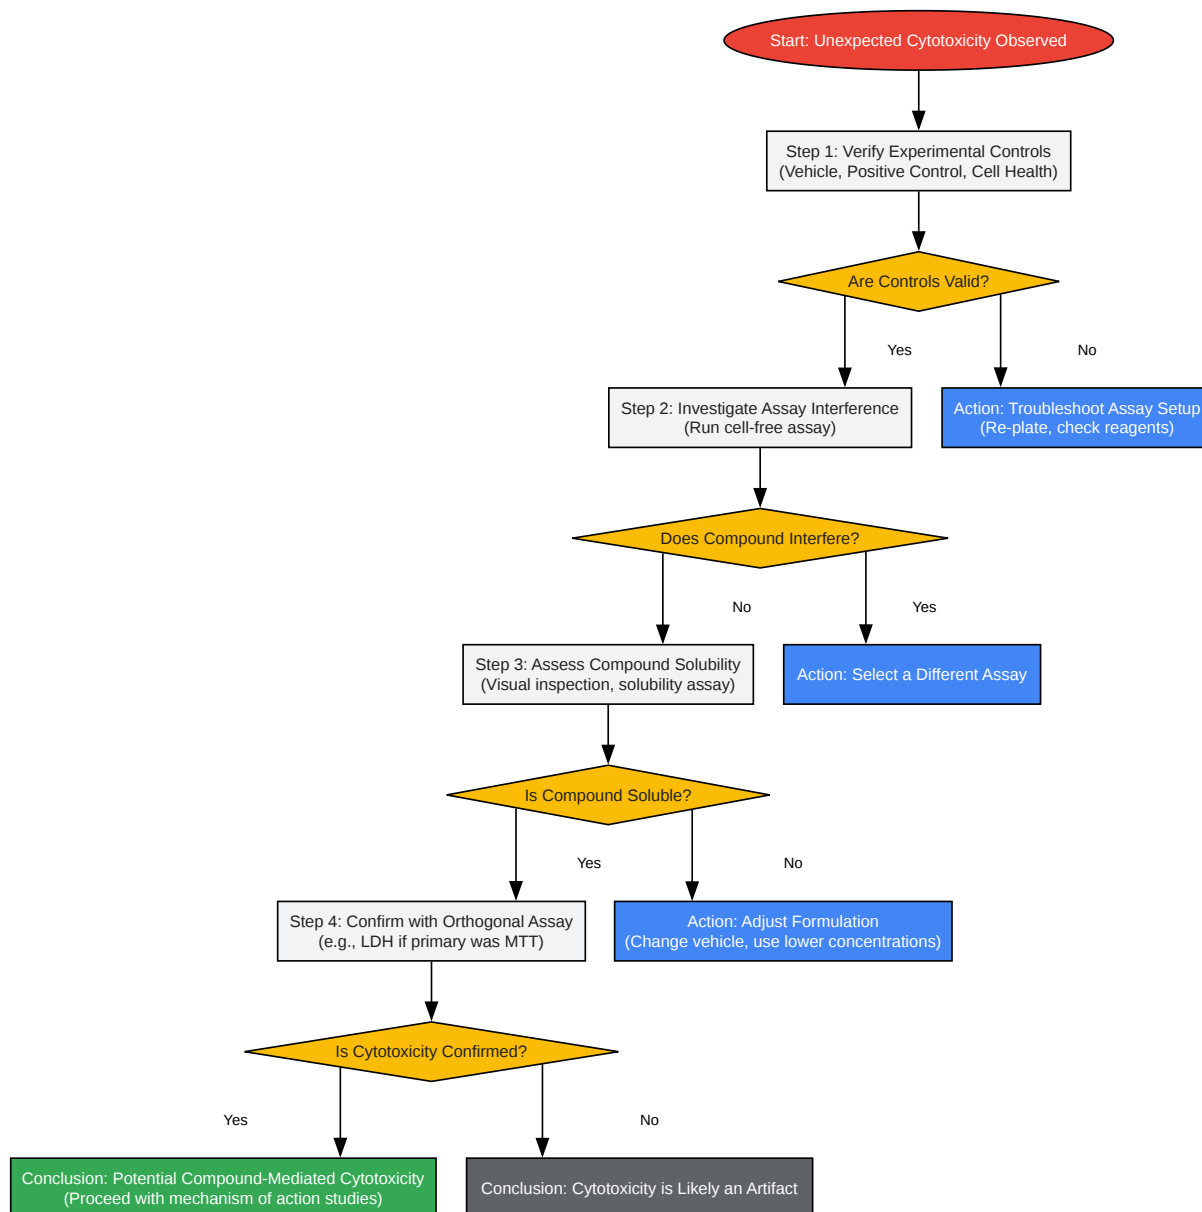 Start: Unexpected Cytotoxicity Observed
Step 1: Verify Experimental Controls
(Vehicle, Positive Control, Cell Health)
Are Controls Valid?
Yes
No
Step 2: Investigate Assay Interference
(Run cell-free assay)
Action: Troubleshoot Assay Setup
(Re-plate, check reagents)
Does Compound Interfere?
No
Yes
Step 3: Assess Compound Solubility
(Visual inspection, solubility assay)
Action: Select a Different Assay
Is Compound Soluble?
Yes
No
Step 4: Confirm with Orthogonal Assay
(e.g., LDH if primary was MTT)
Action: Adjust Formulation
(Change vehicle, use lower concentrations)
Is Cytotoxicity Confirmed?
Yes
No
Conclusion: Potential Compound-Mediated Cytotoxicity
(Proceed with mechanism of action studies)
Conclusion: Cytotoxicity is Likely an Artifact